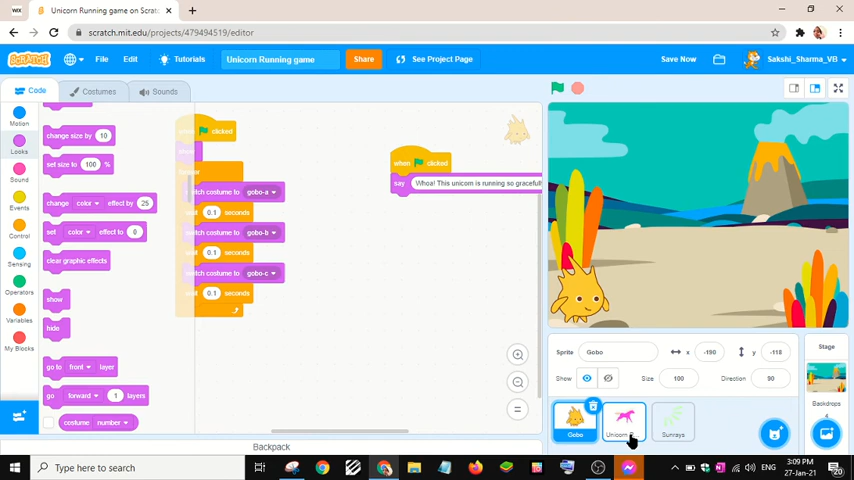 WiX
Unicorn Running game
scratch.mit.edu/projects/479494519/editor
SCRATCH
File
Edit
Tutorials
Unicorn Running game
Share
See Project Page
Save Now
Sakshi_Sharma_VB
Code
Costumes
Sounds
Motion
Looks
Sound
Events
Control
Sensing
Operators
Variables
My Blocks
change size by 10
set size to 100 %
change color effect by 25
set color effect to 0
clear graphic effects
show
hide
go to front layer
go forward 1 layers
costume number
clicked
switch costume to gobo-a
0.1 seconds
switch costume to gobo-b
0.1 seconds
switch costume to gobo-c
0.1 seconds
when clicked
say Whoa! This unicorn is running so gracefull
Sprite
Gobo
x
-190
y
-118
Show
Size
100
Direction
90
Gobo
Sunrays
Stage
Backdrops
4
Backpack
Type here to search
ENG
3:09 PM
27-Jan-21
20